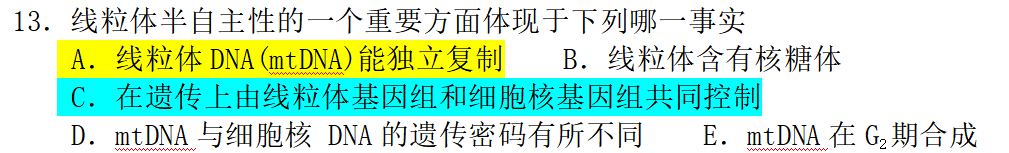 13．线粒体半自主性的一个重要方面体现于下列哪一事实
A．线粒体 DNA(mtDNA)能独立复制 B．线粒体含有核糖体
C．在遗传上由线粒体基因组和细胞核基因组共同控制
D．mtDNA 与细胞核 DNA 的遗传密码有所不同 E．mtDNA 在 G₂期合成